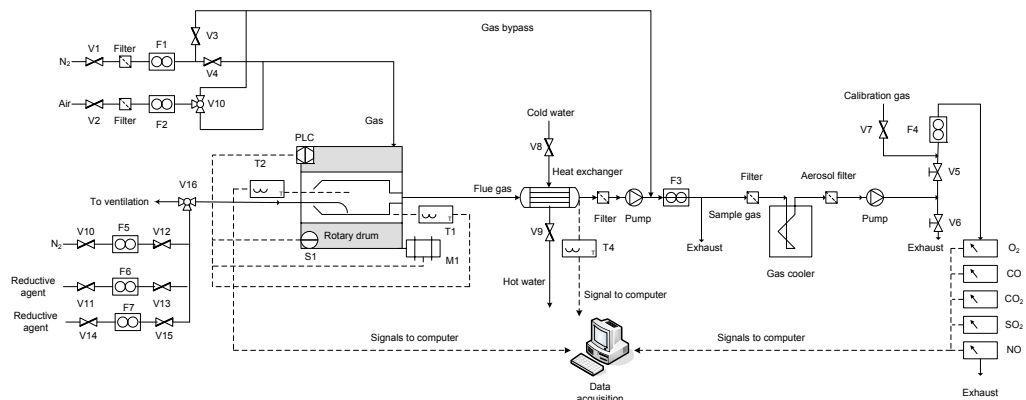 V3
Gas bypass
V1
Filter
F1
N₂
V4
Air
V10
V2
Filter
F2
Gas
Calibration gas
V7
F4
Cold water
V8
PLC
T2
Heat exchanger
Filter
Aerosol filter
V5
V16
Flue gas
F3
To ventilation
T
Filter
Pump
Sample gas
Pump
V6
T1
T
V10
F5
V12
N₂
Rotary drum
V9
T4
T
Exhaust
Exhaust
S1
M1
Gas cooler
O₂
Reductive
agent
F6
Hot water
CO
V11
V13
Signal to computer
CO₂
F7
Reductive
agent
V14
V15
SO₂
Signals to computer
Signals to computer
NO
Data
acquisition
Exhaust